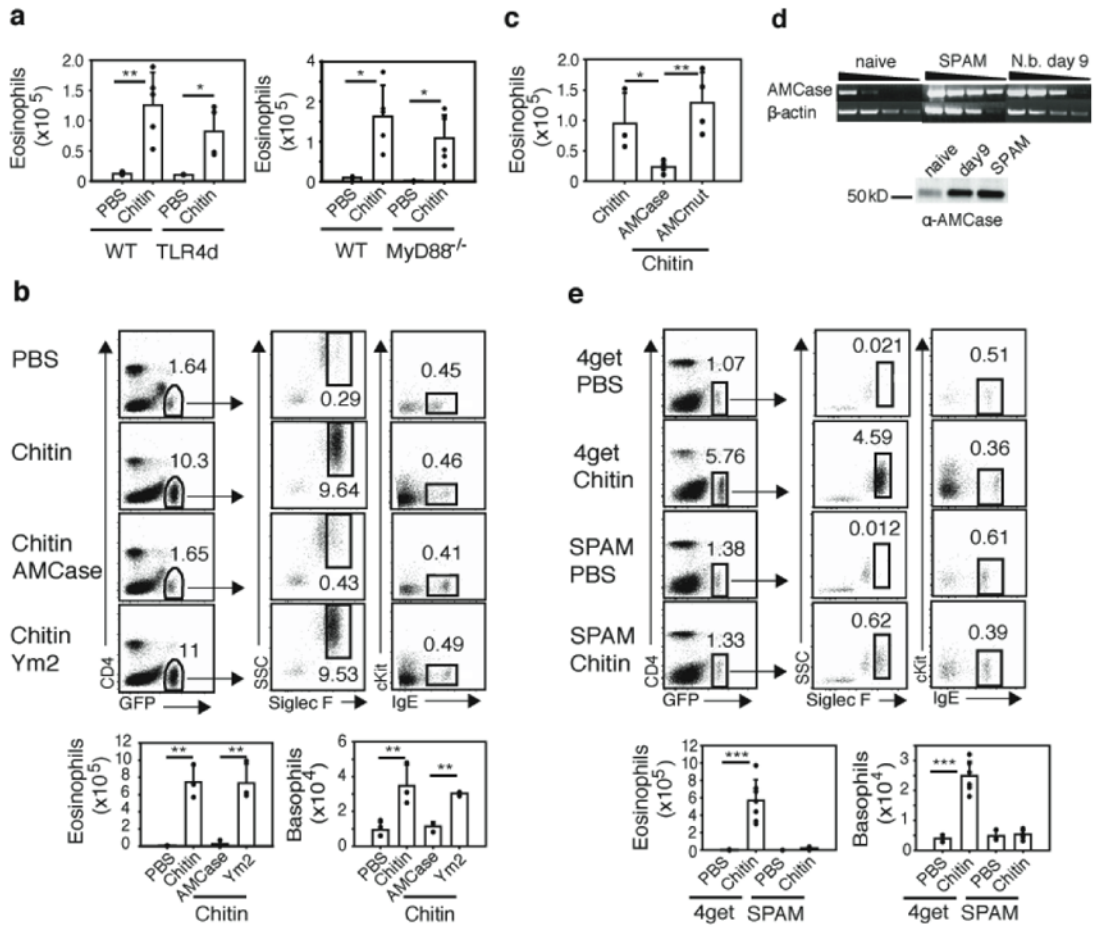 a
Eosinophils
(x10⁵)
2.0
1.5
1.0
0.5
0
**
*
PBS
Chitin
PBS
Chitin
WT
TLR4d
Eosinophils
(x10⁵)
6
4
2
0
*
*
PBS
Chitin
PBS
Chitin
WT
MyD88⁻/⁻
c
Eosinophils
(x10⁵)
2.0
1.5
1.0
0.5
0
*
**
Chitin
AMCase
AMCmut
Chitin
d
naive
SPAM
N.b. day 9
AMCase
β-actin
naive
day9
SPAM
50kD
α-AMCase
b
PBS
1.64
0.29
0.45
Chitin
10.3
9.64
0.46
Chitin
AMCase
1.65
0.43
0.41
Chitin
Ym2
11
9.53
0.49
CD4
GFP
SSC
Siglec F
cKit
IgE
Eosinophils
(x10⁵)
12
10
8
6
4
2
0
**
**
PBS
Chitin
AMCase
Ym2
Chitin
Basophils
(x10⁴)
6
4
2
0
**
**
PBS
Chitin
AMCase
Ym2
Chitin
e
4get
PBS
1.07
0.021
0.51
4get
Chitin
5.76
4.59
0.36
SPAM
PBS
1.38
0.012
0.61
SPAM
Chitin
1.33
0.62
0.39
CD4
GFP
SSC
Siglec F
cKit
IgE
Eosinophils
(x10⁵)
12
10
8
6
4
2
0
***
PBS
Chitin
PBS
Chitin
4get
SPAM
Basophils
(x10⁴)
3
2
1
0
***
PBS
Chitin
PBS
Chitin
4get
SPAM